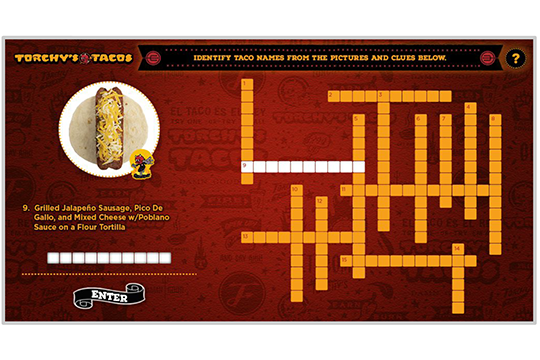 TORCHY'S TACOS
IDENTIFY TACO NAMES FROM THE PICTURES AND CLUES BELOW.
?
1
2
3
4
5
6
7
8
9
10
11
12
13
14
15
9. Grilled Jalapeño Sausage, Pico De
Gallo, and Mixed Cheese w/Poblano
Sauce on a Flour Tortilla
ENTER
TORCHY'S
TACOS